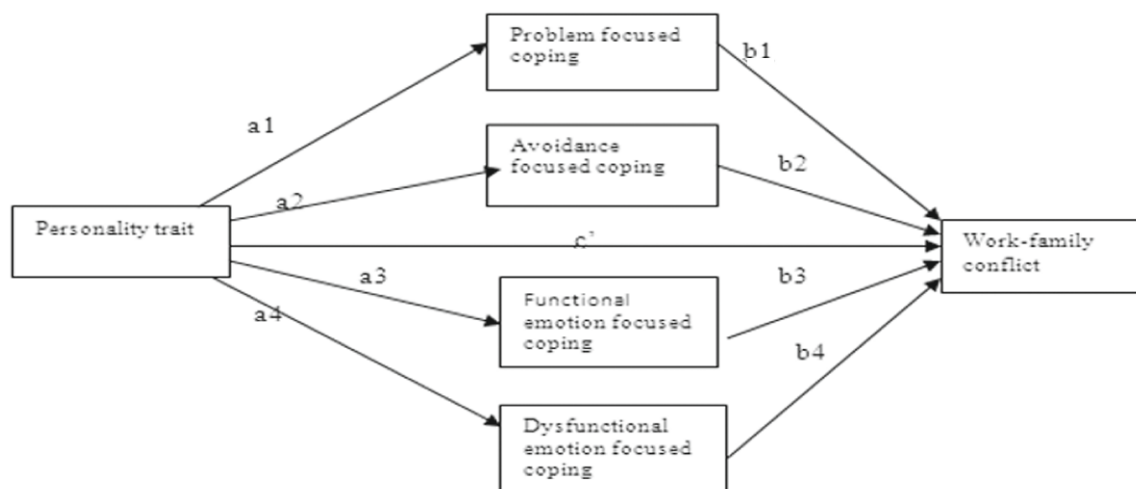 Problem focused
coping
b1
a1
Avoidance
focused coping
b2
a2
Personality trait
c'
Work-family
conflict
a3
b3
Functional
emotion focused
coping
a4
b4
Dysfunctional
emotion focused
coping